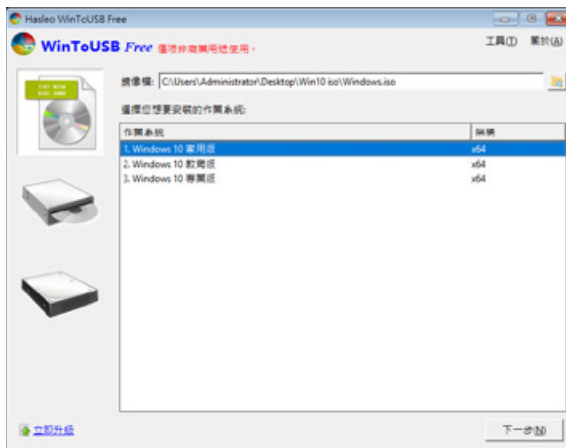 Hasleo WinToUSB Free
WinToUSB Free 僅限非商業用途使用。
工具(T) 關於(A)
鏡像檔: C:\Users\Administrator\Desktop\Win10 iso\Windows.iso
選擇您想要安裝的作業系統:
作業系統 架構
1. Windows 10 家用版 x64
2. Windows 10 教育版 x64
3. Windows 10 專業版 x64
立即升級
下一步(N)